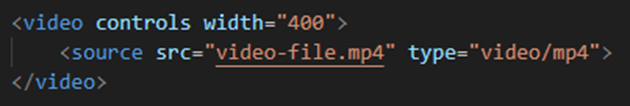 <video controls width="400">
<source src="video-file.mp4" type="video/mp4">
</video>